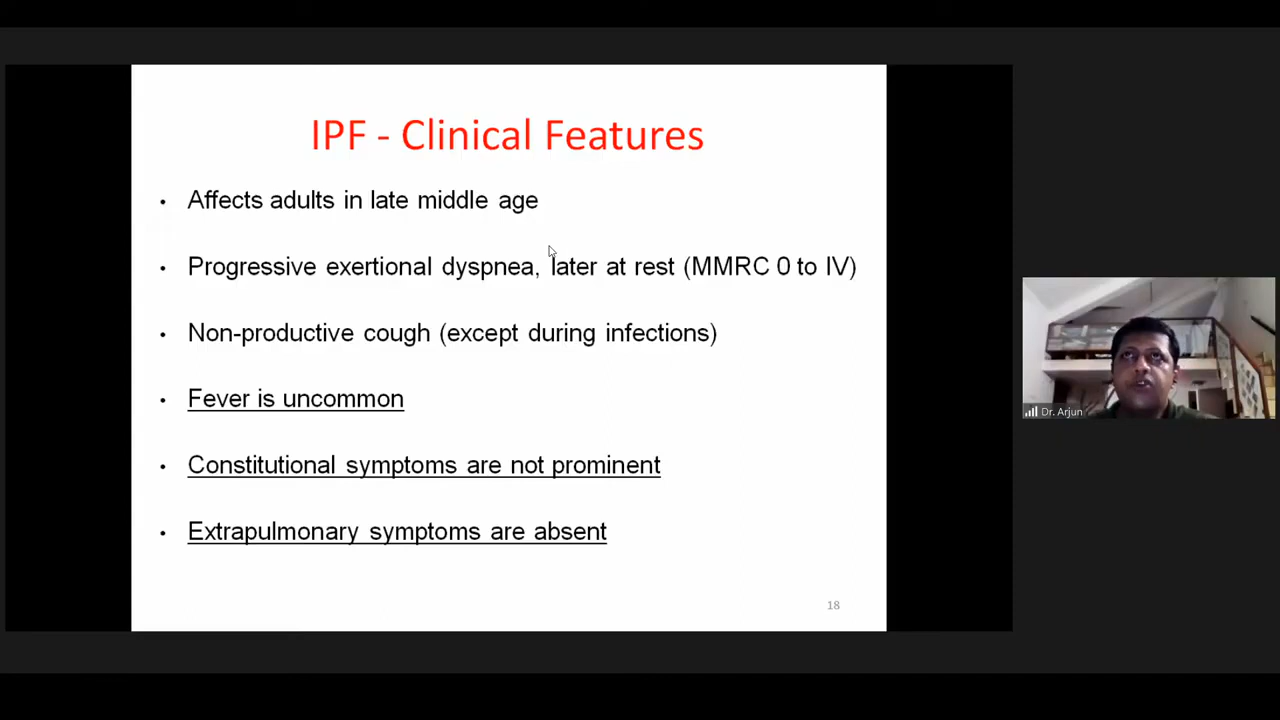 IPF - Clinical Features
• Affects adults in late middle age
• Progressive exertional dyspnea, later at rest (MMRC 0 to IV)
• Non-productive cough (except during infections)
• Fever is uncommon
• Constitutional symptoms are not prominent
• Extrapulmonary symptoms are absent
18
Dr. Arjun